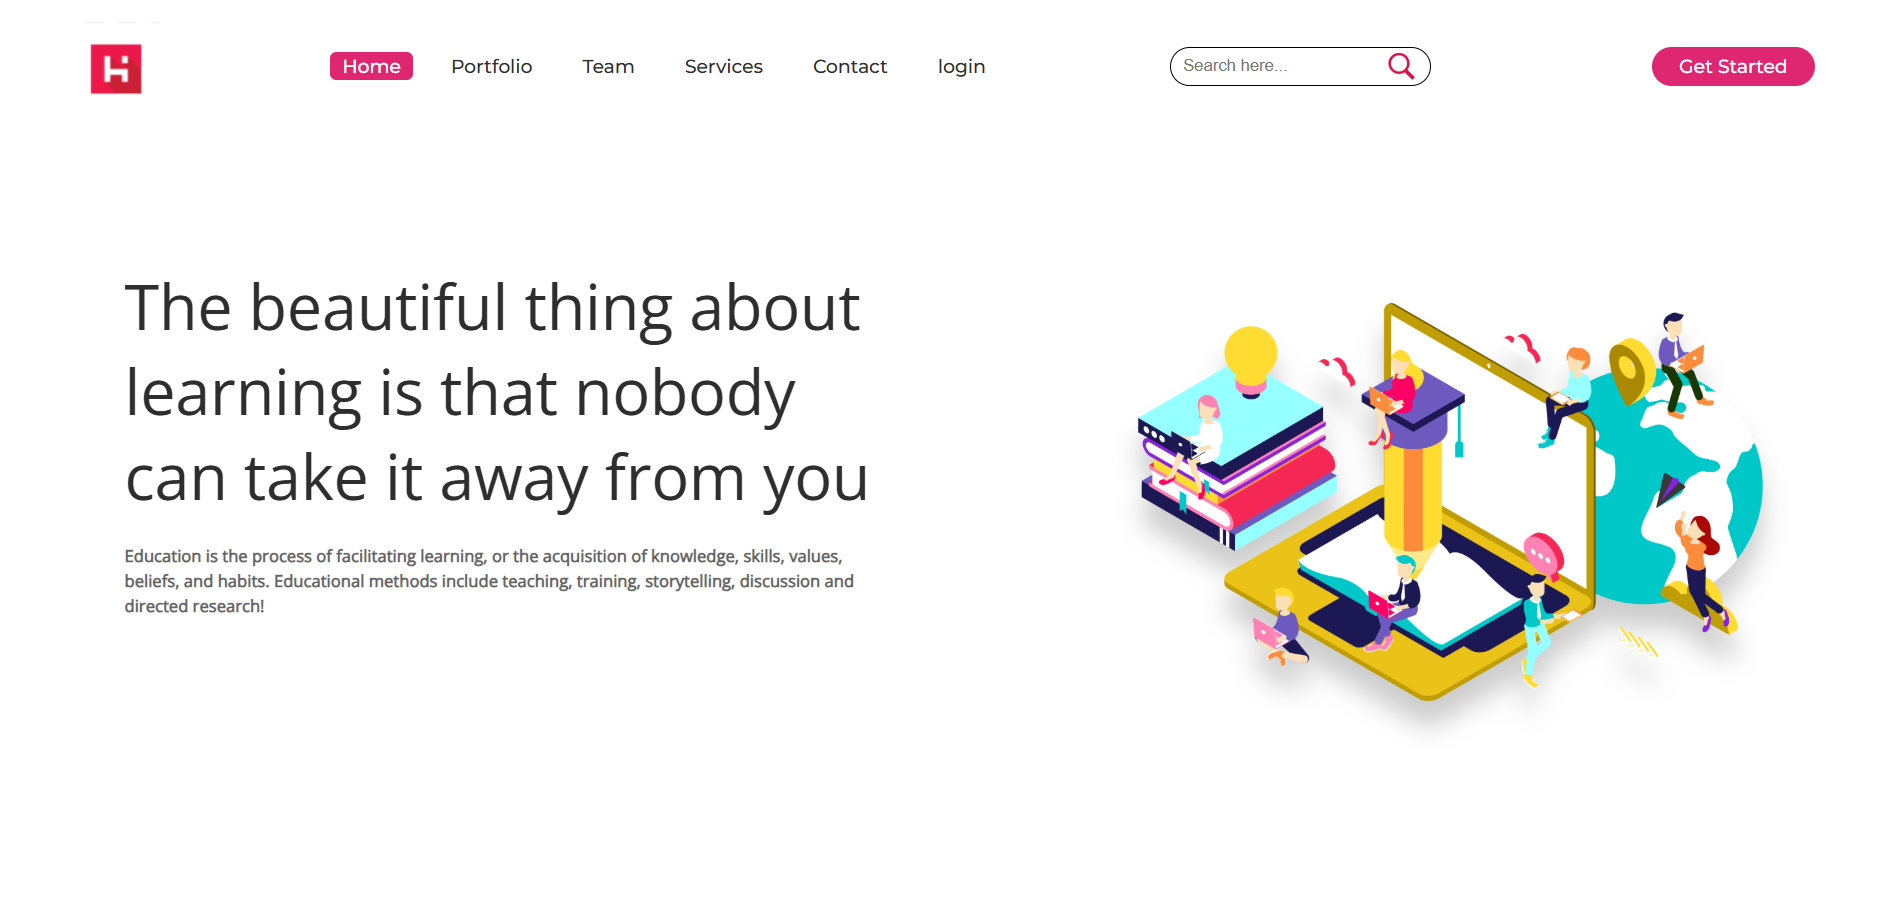 Hi
Home Portfolio Team Services Contact login Search here... Get Started
The beautiful thing about
learning is that nobody
can take it away from you
Education is the process of facilitating learning, or the acquisition of knowledge, skills, values,
beliefs, and habits. Educational methods include teaching, training, storytelling, discussion and
directed research!